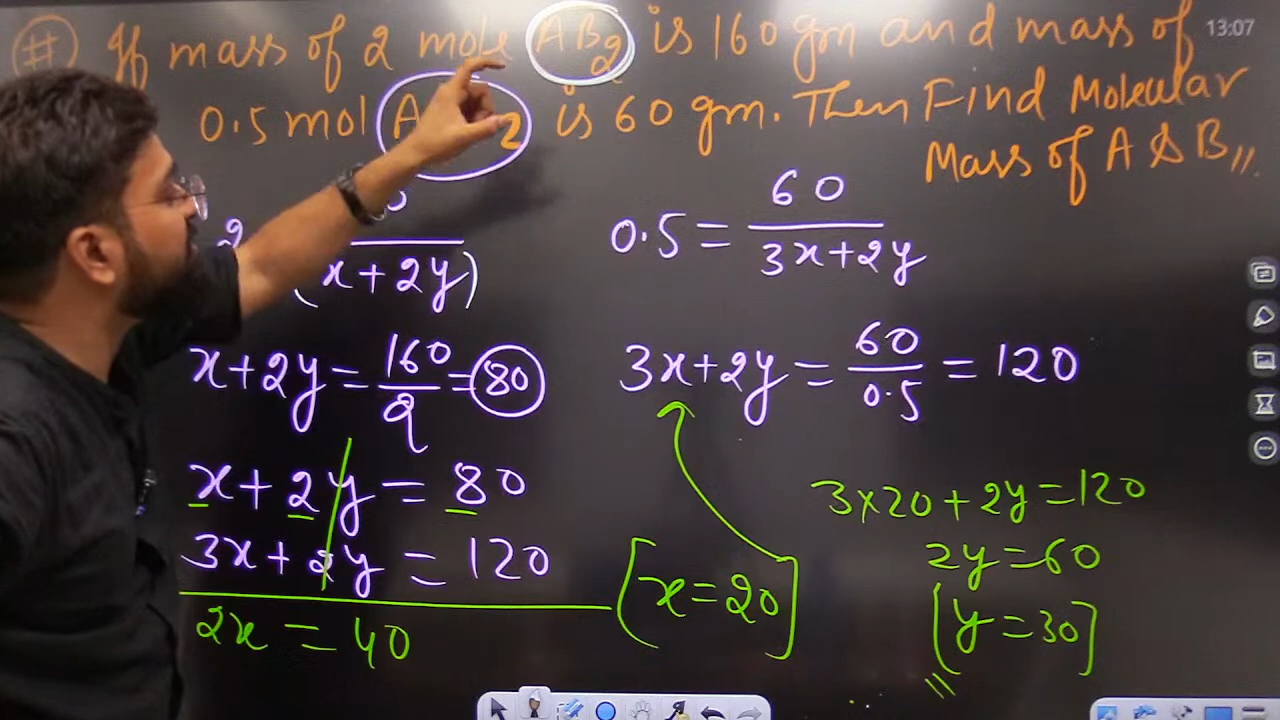 # If mass of 2 mole AB2 is 160 gm and mass of
13:07
0.5 mol A 2 is 60 gm. Then Find Molecular
Mass of A & B
(x+2y)
0.5 = 60/(3x+2y)
x+2y = 160/2 = 80
3x+2y = 60/0.5 = 120
x + 2y = 80
3x + 2y = 120
2x = 40
[x = 20]
3×20 + 2y = 120
2y = 60
[y = 30]